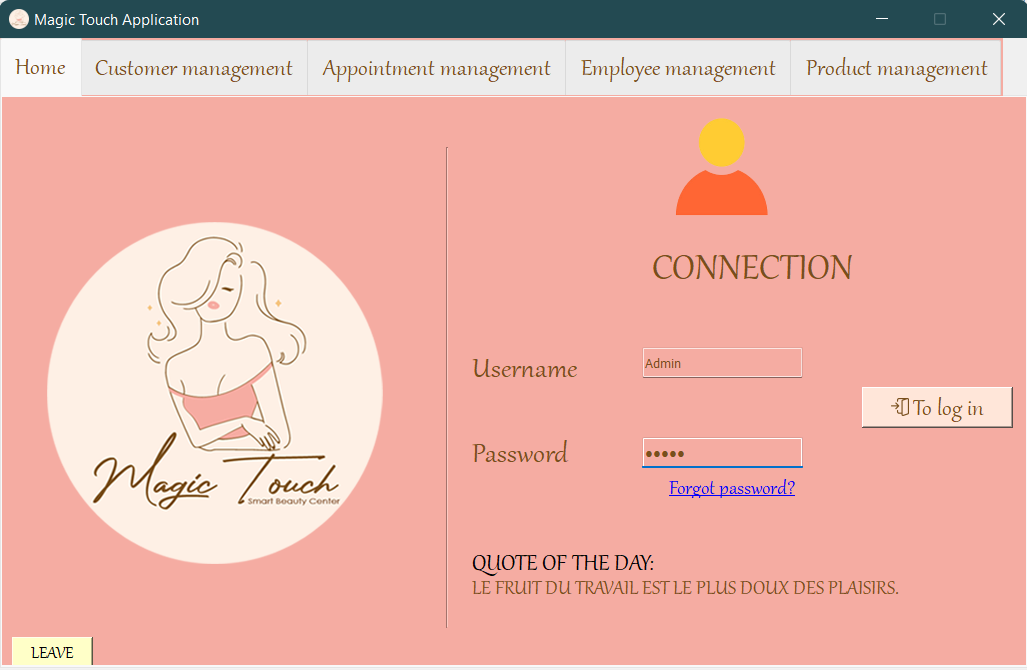 Magic Touch Application
Home
Customer management
Appointment management
Employee management
Product management
CONNECTION
Username
Admin
To log in
Password
Forgot password?
Magic Touch
Smart Beauty Center
QUOTE OF THE DAY:
LE FRUIT DU TRAVAIL EST LE PLUS DOUX DES PLAISIRS.
LEAVE